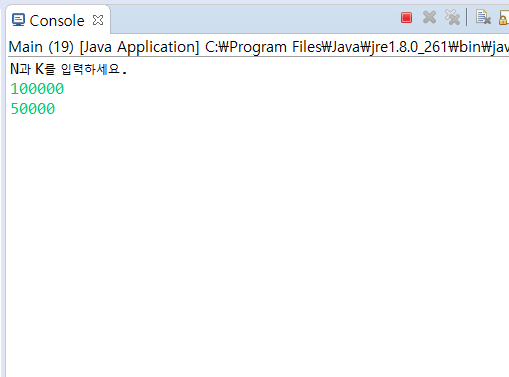 Console
Main (19) [Java Application] C:₩Program Files₩Java₩jre1.8.0_261₩bin₩jav
N과 K를 입력하세요.
100000
50000